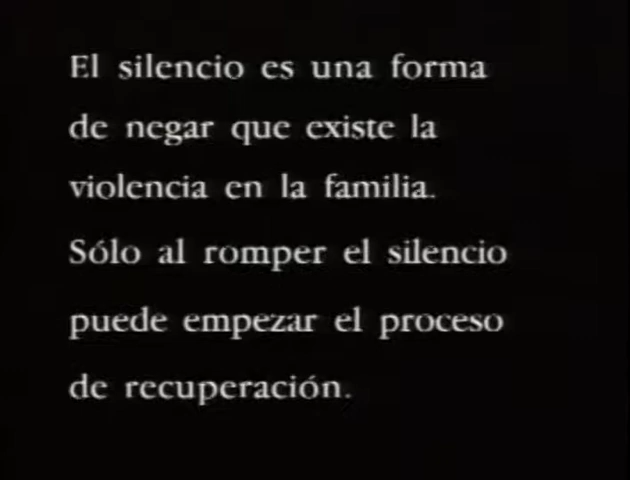 El silencio es una forma
de negar que existe la
violencia en la familia.
Sólo al romper el silencio
puede empezar el proceso
de recuperación.